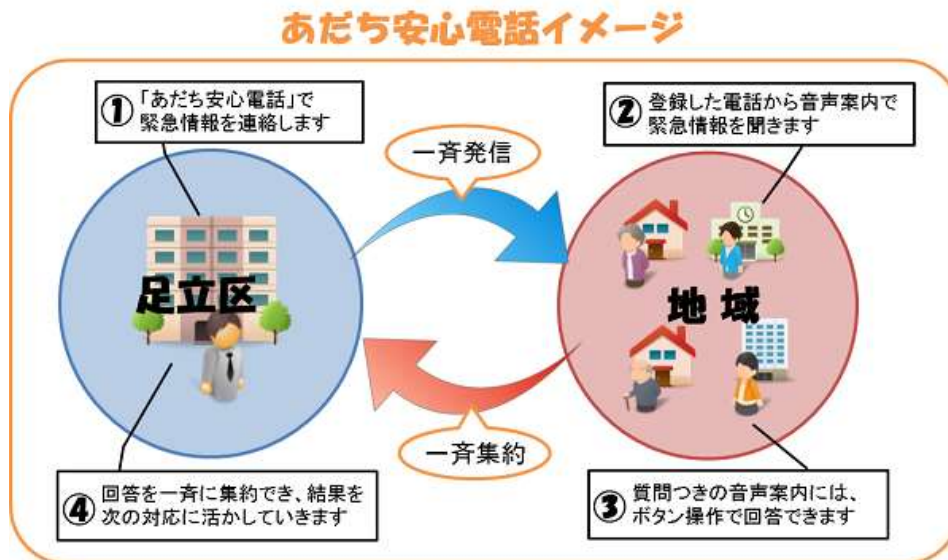 あだち安心電話イメージ
①「あだち安心電話」で
緊急情報を連絡します
②登録した電話から音声案内で
緊急情報を聞きます
一斉発信
足立区
地域
一斉集約
④回答を一斉に集約でき、結果を
次の対応に活かしていきます
③質問つきの音声案内には、
ボタン操作で回答できます